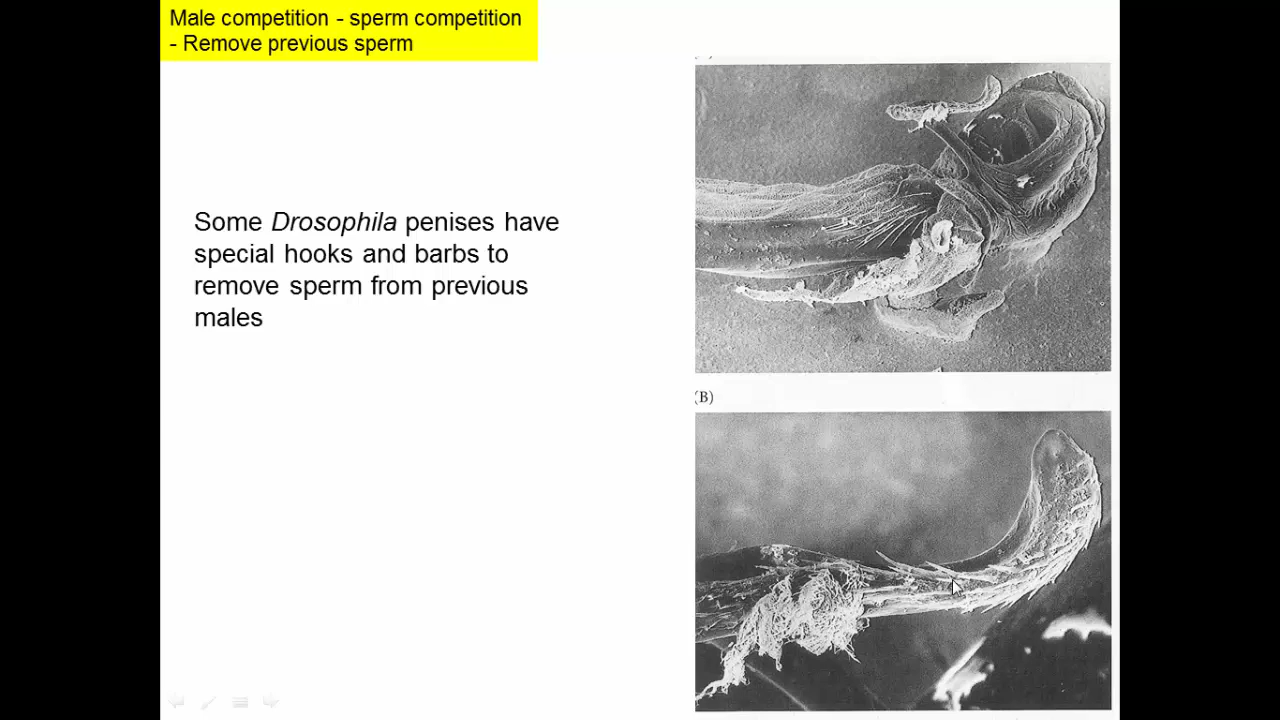 Male competition - sperm competition
- Remove previous sperm
Some Drosophila penises have
special hooks and barbs to
remove sperm from previous
males
(B)